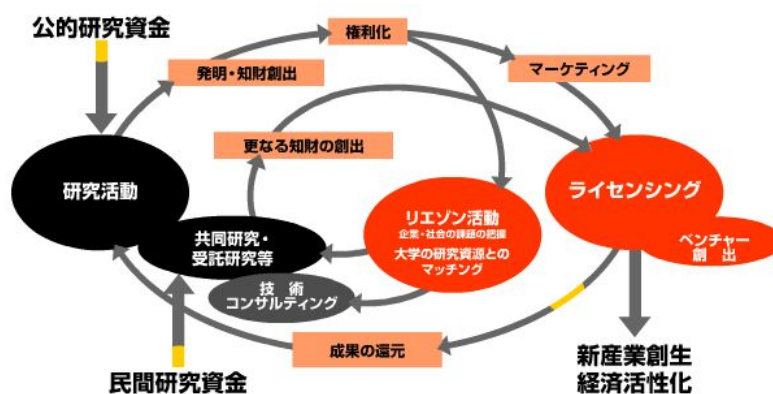 公的研究資金
権利化
発明・知財創出
マーケティング
更なる知財の創出
研究活動
ライセンシング
リエゾン活動
企業・社会の課題の把握
大学の研究資源との
マッチング
共同研究・
受託研究等
ベンチャー
創出
技術
コンサルティング
成果の還元
民間研究資金
新産業創生
経済活性化